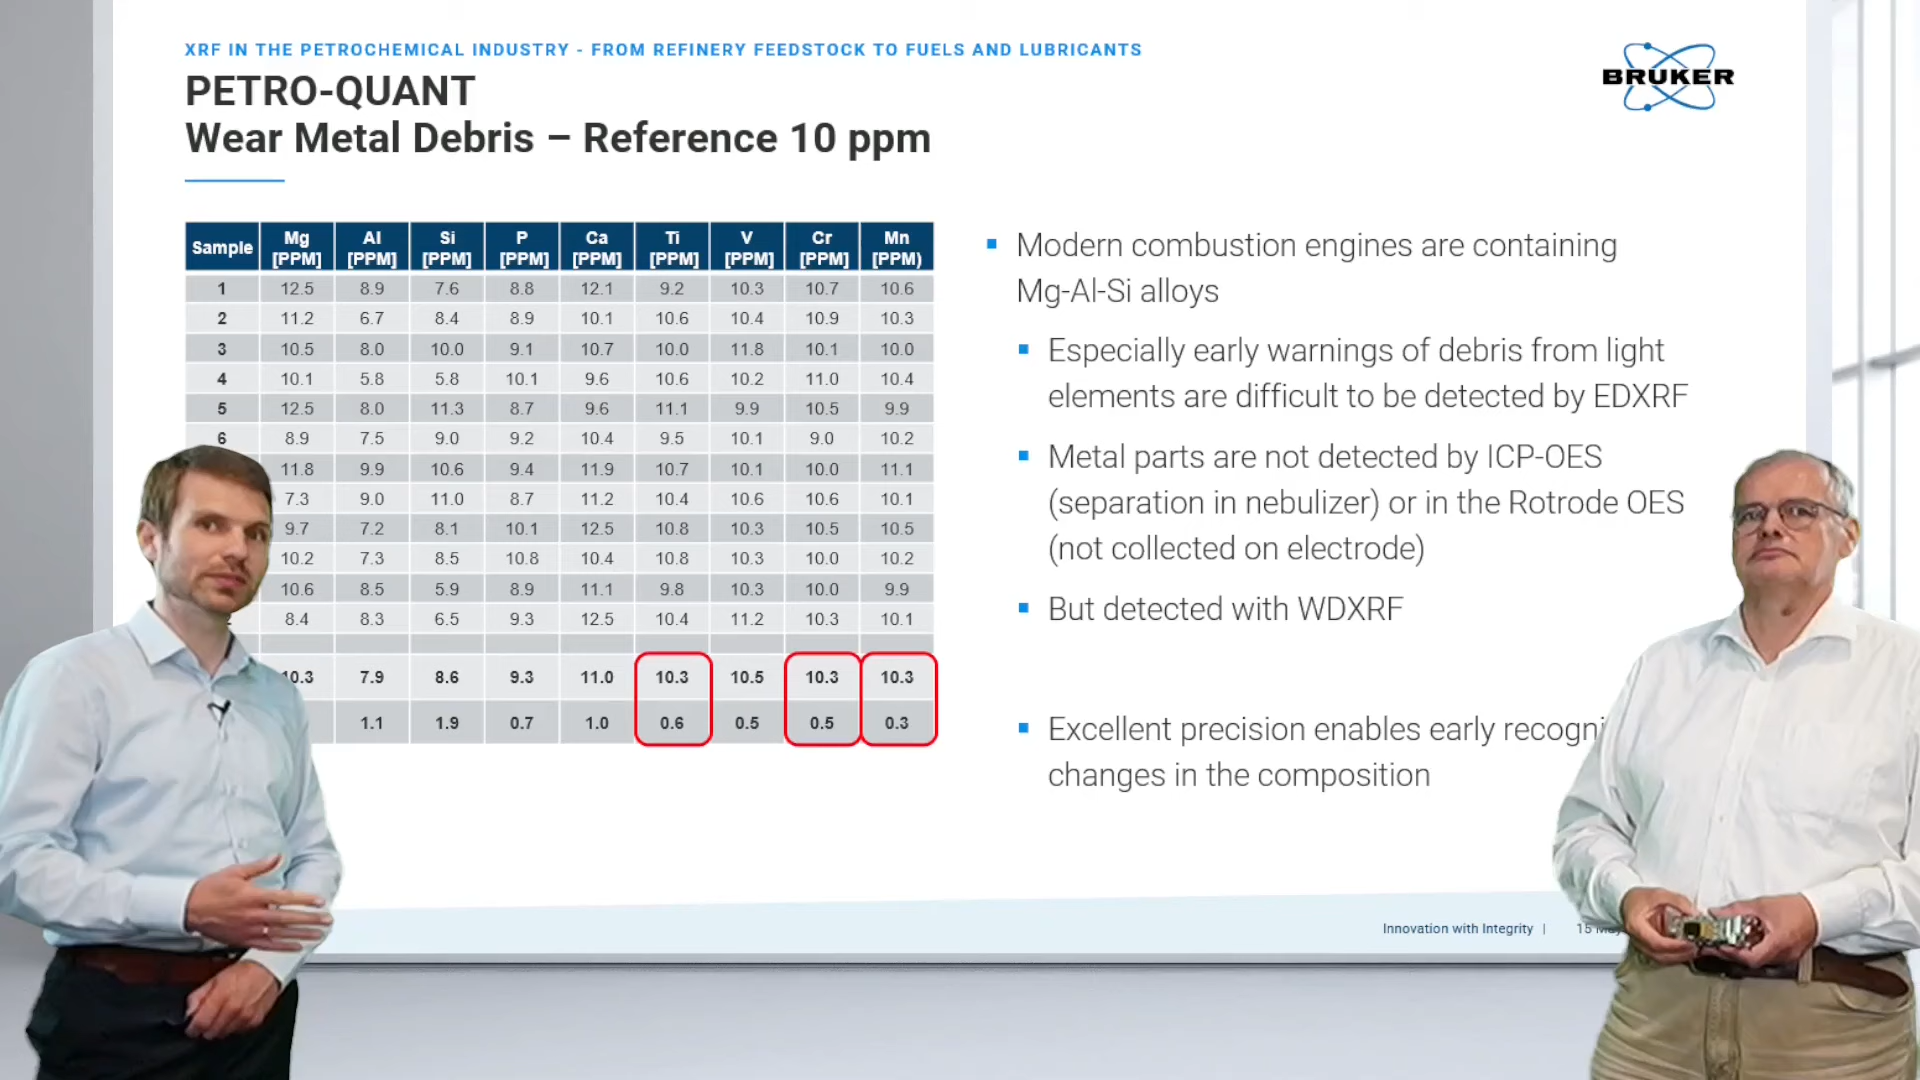 XRF IN THE PETROCHEMICAL INDUSTRY - FROM REFINERY FEEDSTOCK TO FUELS AND LUBRICANTS
BRUKER
PETRO-QUANT
Wear Metal Debris – Reference 10 ppm
Sample Mg [PPM] Al [PPM] Si [PPM] P [PPM] Ca [PPM] Ti [PPM] V [PPM] Cr [PPM] Mn (PPM)
1 12.5 8.9 7.6 8.8 12.1 9.2 10.3 10.7 10.6
2 11.2 6.7 8.4 8.9 10.1 10.6 10.4 10.9 10.3
3 10.5 8.0 10.0 9.1 10.7 10.0 11.8 10.1 10.0
4 10.1 5.8 5.8 10.1 9.6 10.6 10.2 11.0 10.4
5 12.5 8.0 11.3 8.7 9.6 11.1 9.9 10.5 9.9
6 8.9 7.5 9.0 9.2 10.4 9.5 10.1 9.0 10.2
11.8 9.9 10.6 9.4 11.9 10.7 10.1 10.0 11.1
7.3 9.0 11.0 8.7 11.2 10.4 10.6 10.6 10.1
9.7 7.2 8.1 10.1 12.5 10.8 10.3 10.5 10.5
10.2 7.3 8.5 10.8 10.4 10.8 10.3 10.0 10.2
10.6 8.5 5.9 8.9 11.1 9.8 10.3 10.0 9.9
8.4 8.3 6.5 9.3 12.5 10.4 11.2 10.3 10.1
10.3 7.9 8.6 9.3 11.0 10.3 10.5 10.3 10.3
1.1 1.9 0.7 1.0 0.6 0.5 0.5 0.3
Modern combustion engines are containing
Mg-Al-Si alloys
Especially early warnings of debris from light
elements are difficult to be detected by EDXRF
Metal parts are not detected by ICP-OES
(separation in nebulizer) or in the Rotrode OES
(not collected on electrode)
But detected with WDXRF
Excellent precision enables early
changes in the composition
Innovation with Integrity | 15